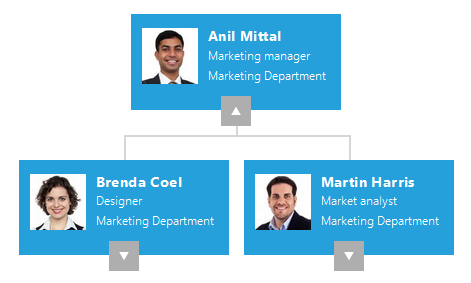 Anil Mittal
Marketing manager
Marketing Department
Brenda Coel
Designer
Marketing Department
Martin Harris
Market analyst
Marketing Department